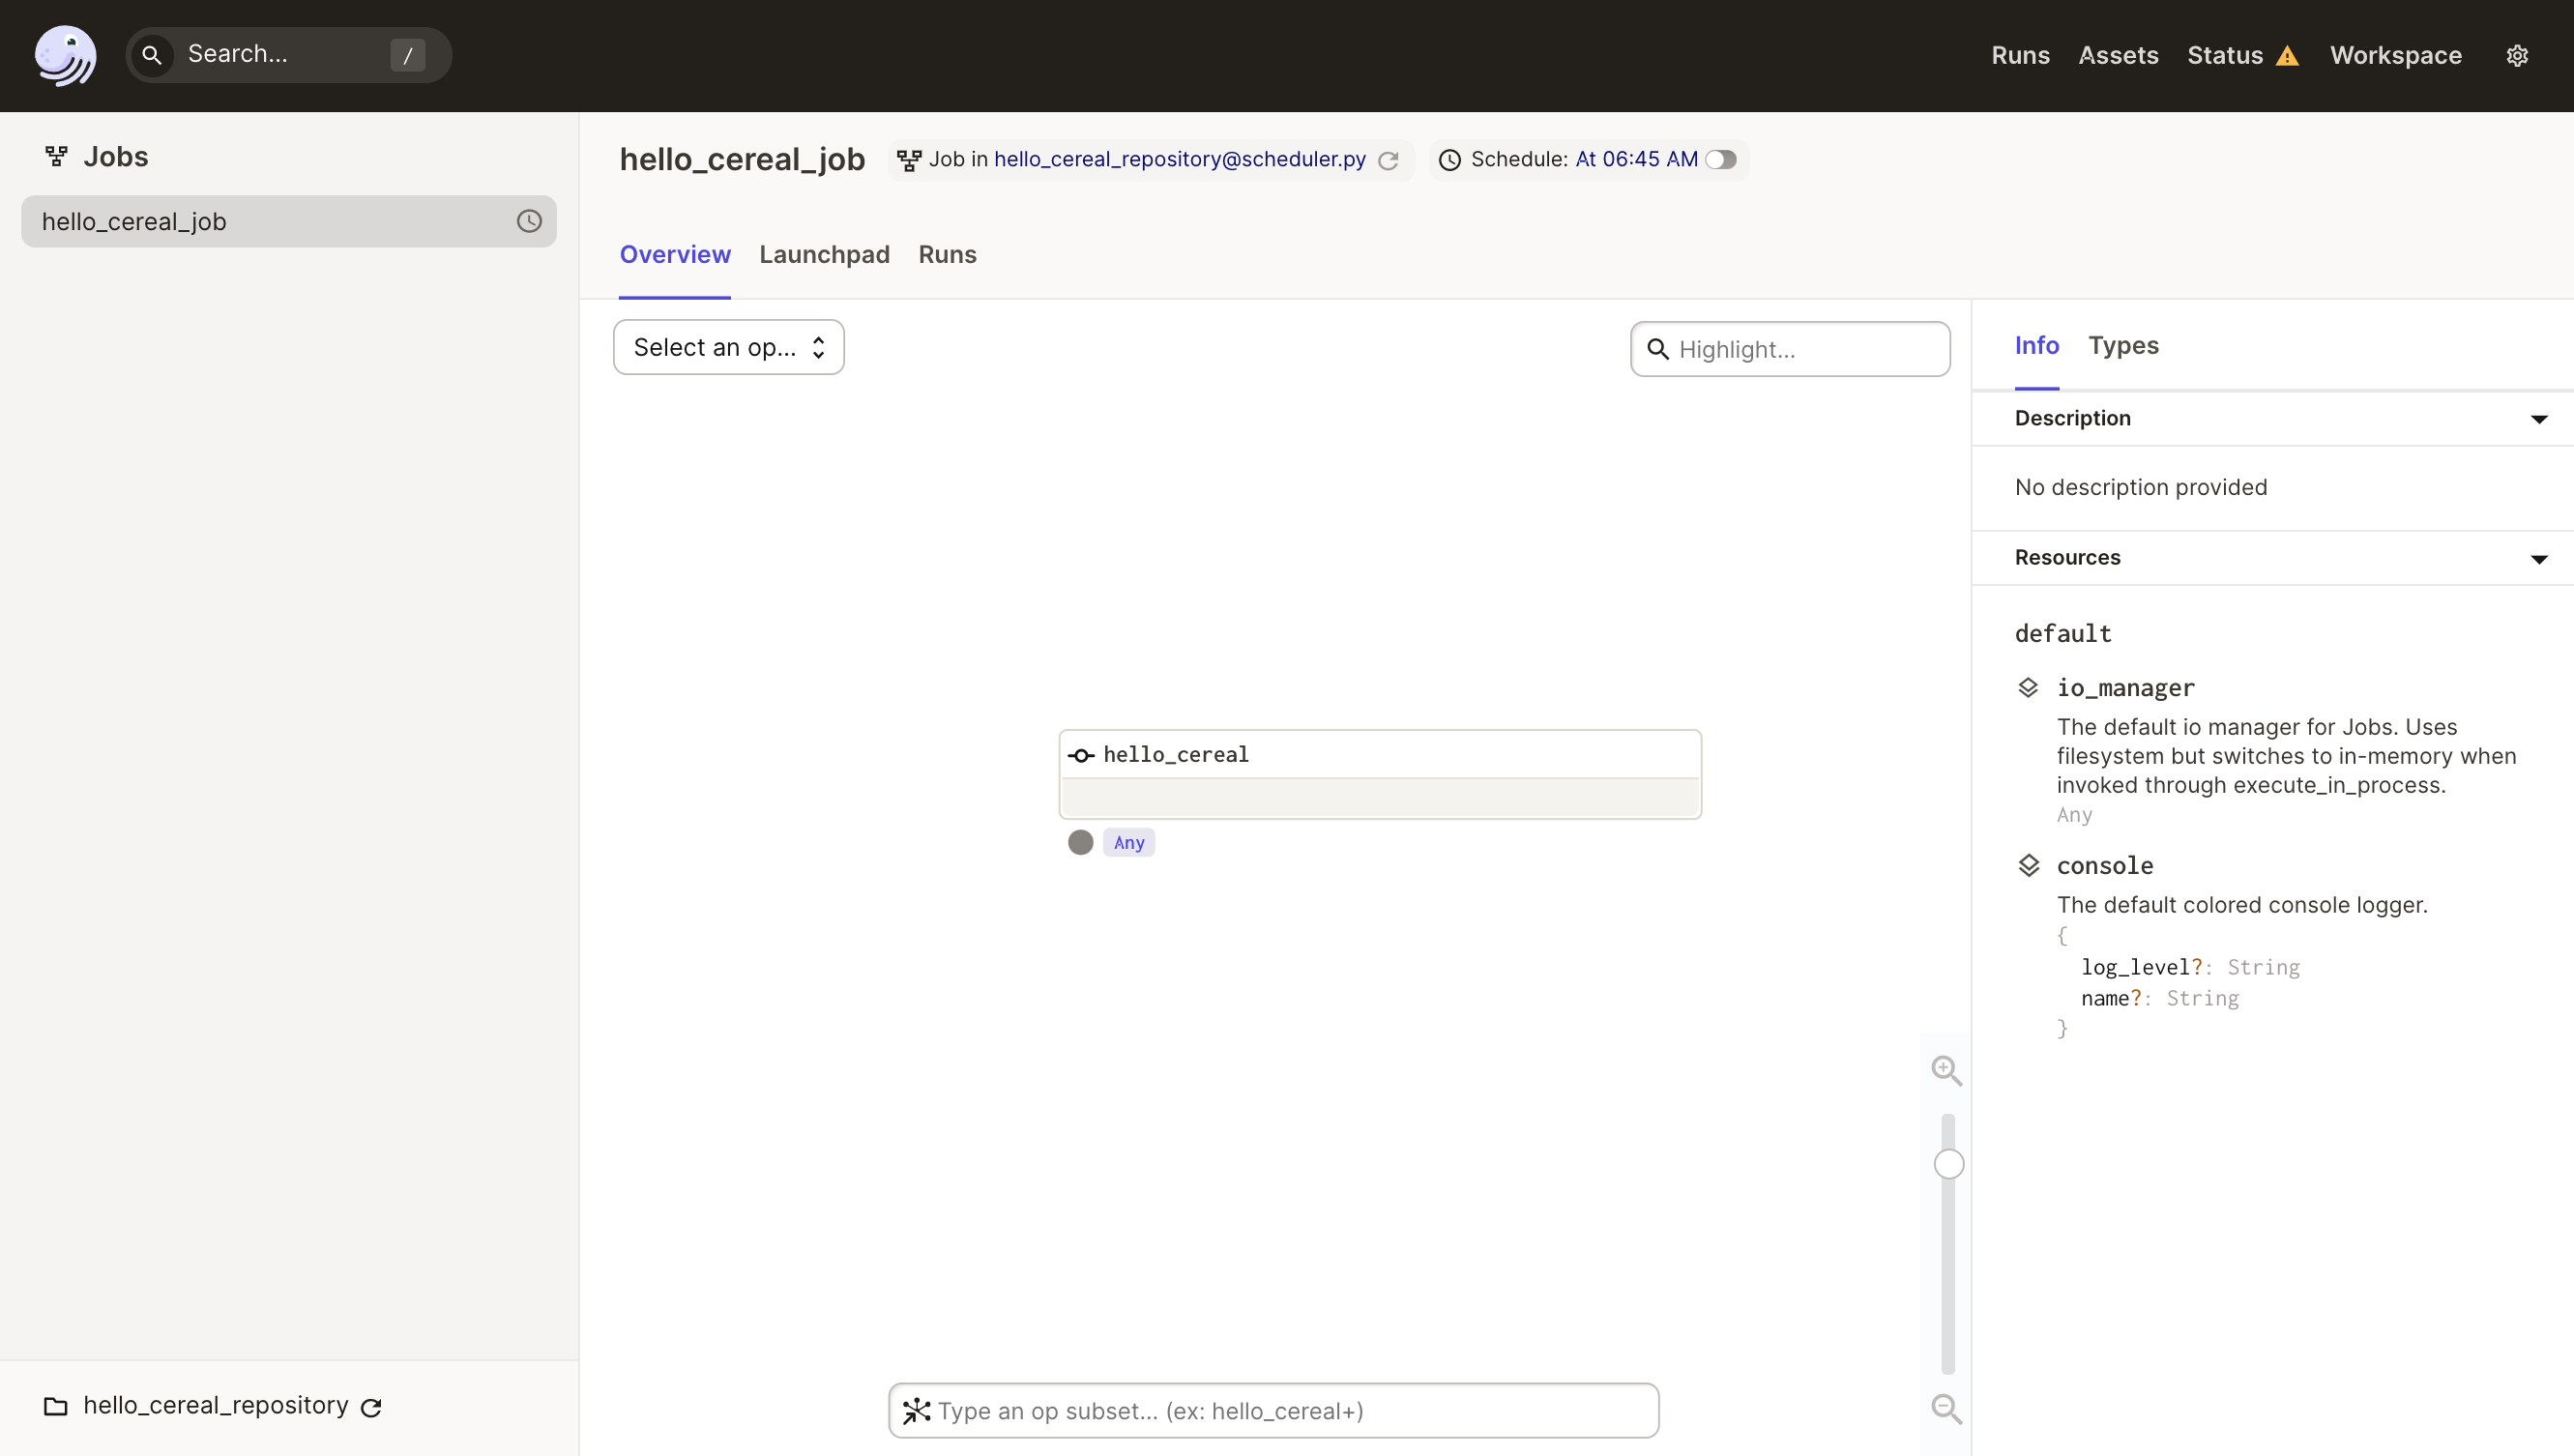 Search... /
Runs Assets Status Workspace
Jobs
hello_cereal_job
hello_cereal_repository
hello_cereal_job Job in hello_cereal_repository@scheduler.py Schedule: At 06:45 AM
Overview Launchpad Runs
Select an op...
Highlight...
hello_cereal
Any
Type an op subset... (ex: hello_cereal+)
Info Types
Description
No description provided
Resources
default
io_manager
The default io manager for Jobs. Uses
filesystem but switches to in-memory when
invoked through execute_in_process.
Any
console
The default colored console logger.
{
log_level?: String
name?: String
}